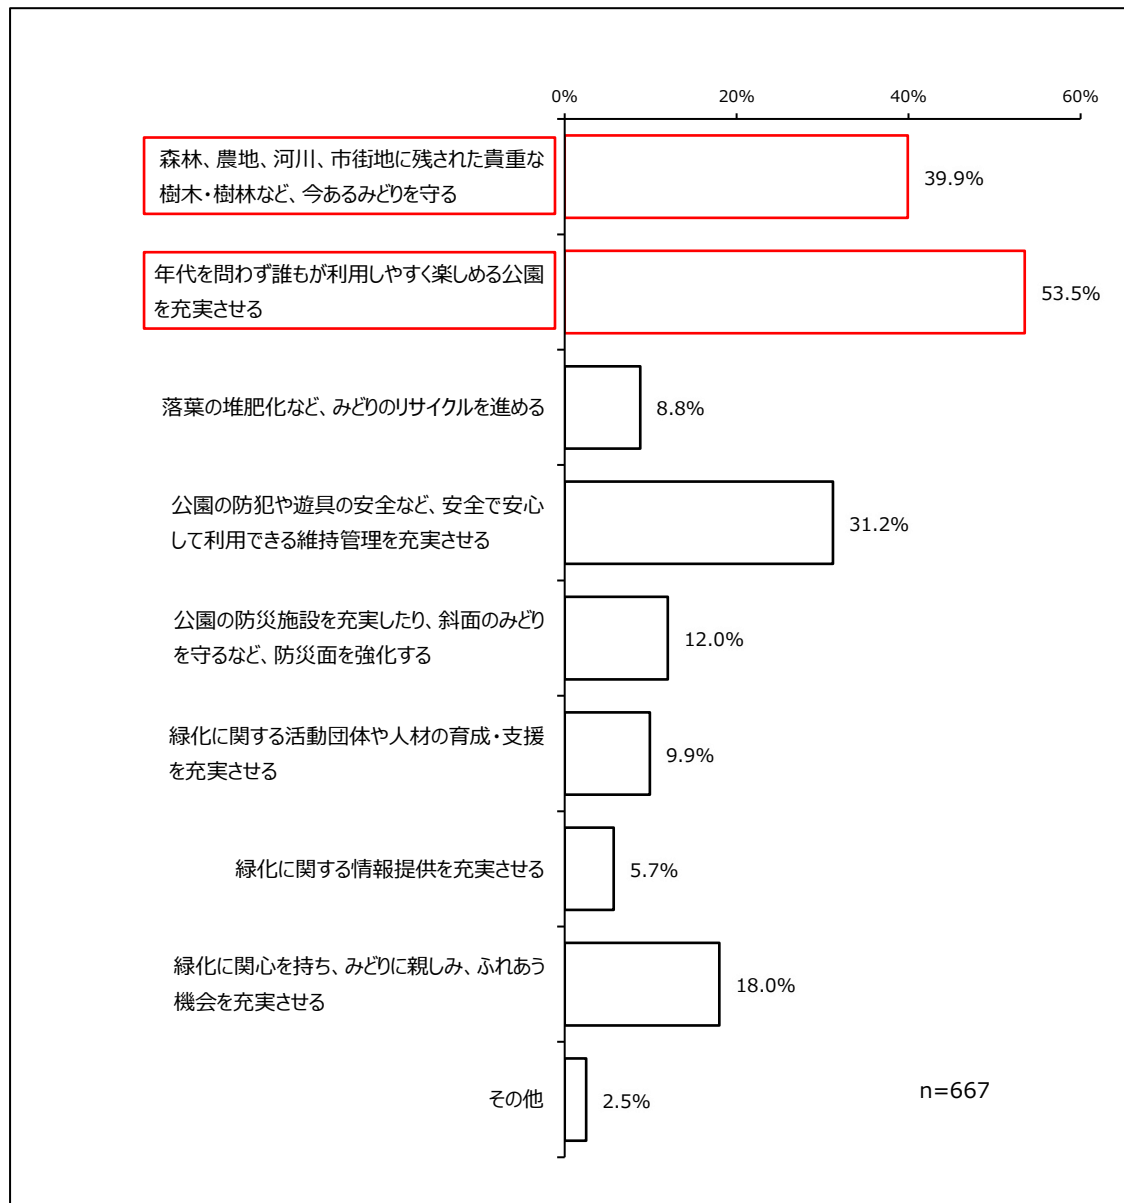 0% 20% 40% 60%
森林、農地、河川、市街地に残された貴重な
樹木・樹林など、今あるみどりを守る
39.9%
年代を問わず誰もが利用しやすく楽しめる公園
を充実させる
53.5%
落葉の堆肥化など、みどりのリサイクルを進める
8.8%
公園の防犯や遊具の安全など、安全で安心
して利用できる維持管理を充実させる
31.2%
公園の防災施設を充実したり、斜面のみどり
を守るなど、防災面を強化する
12.0%
緑化に関する活動団体や人材の育成・支援
を充実させる
9.9%
緑化に関する情報提供を充実させる
5.7%
緑化に関心を持ち、みどりに親しみ、ふれあう
機会を充実させる
18.0%
その他
2.5%
n=667